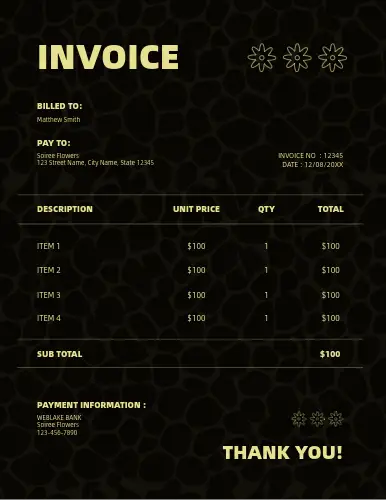 INVOICE
BILLED TO:
Matthew Smith
PAY TO:
Soiree Flowers
123 Street Name, City Name, State 12345
INVOICE NO : 12345
DATE : 12/08/20XX
DESCRIPTION UNIT PRICE QTY TOTAL
ITEM 1 $100 1 $100
ITEM 2 $100 1 $100
ITEM 3 $100 1 $100
ITEM 4 $100 1 $100
SUB TOTAL $100
PAYMENT INFORMATION :
WEBLAKE BANK
Soiree Flowers
123-456-7890
THANK YOU!